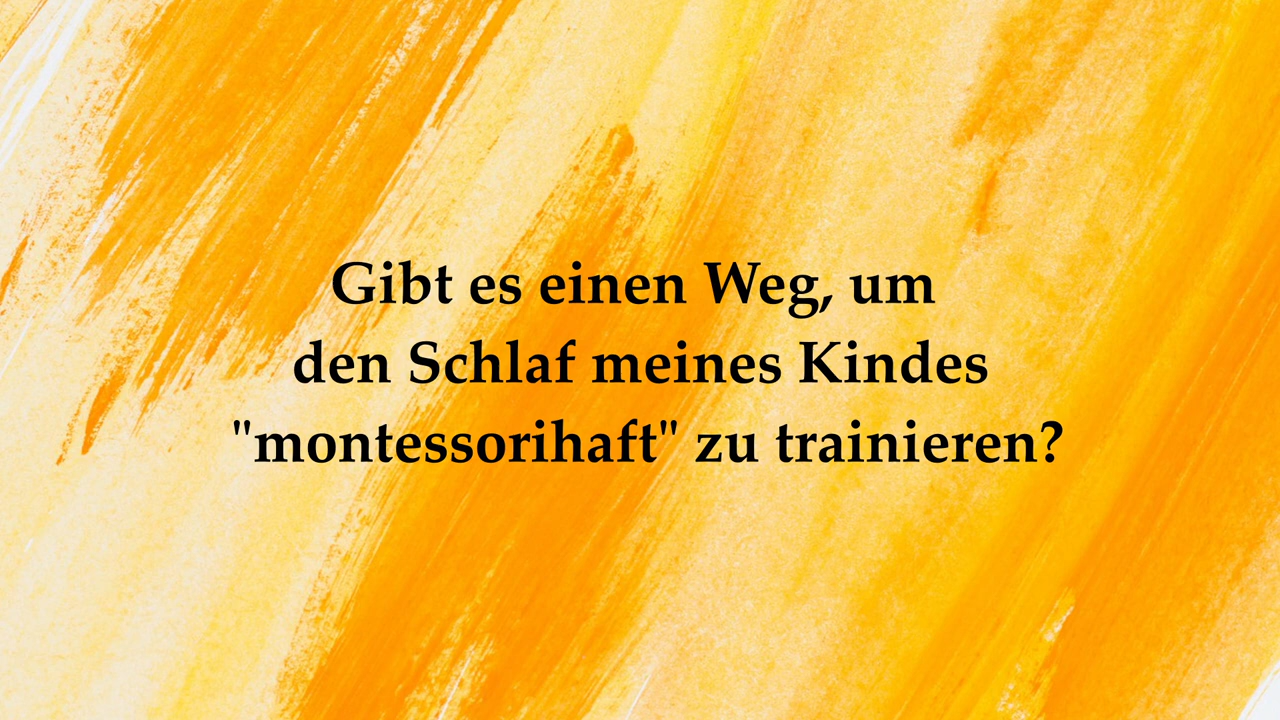 Gibt es einen Weg, um
den Schlaf meines Kindes
"montessorihaft" zu trainieren?